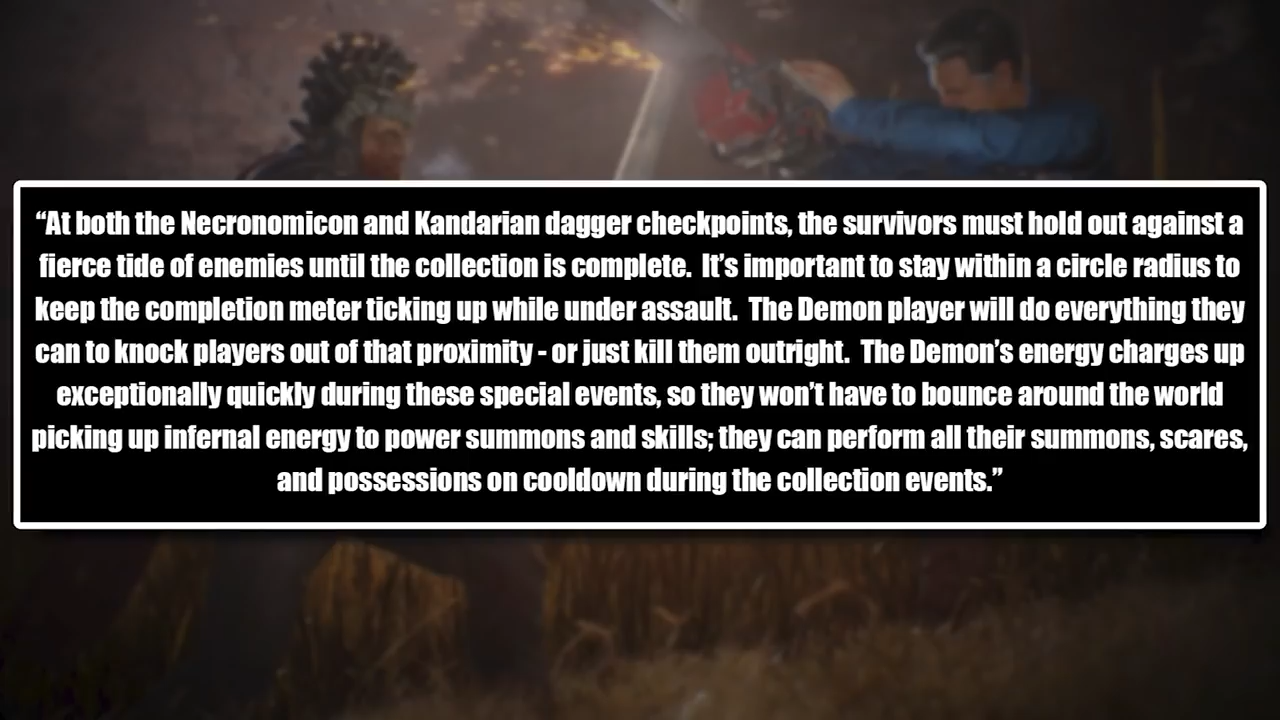 “At both the Necronomicon and Kandarian dagger checkpoints, the survivors must hold out against a
fierce tide of enemies until the collection is complete.  It’s important to stay within a circle radius to
keep the completion meter ticking up while under assault.  The Demon player will do everything they
can to knock players out of that proximity - or just kill them outright.  The Demon’s energy charges up
exceptionally quickly during these special events, so they won’t have to bounce around the world
picking up infernal energy to power summons and skills; they can perform all their summons, scares,
and possessions on cooldown during the collection events.”